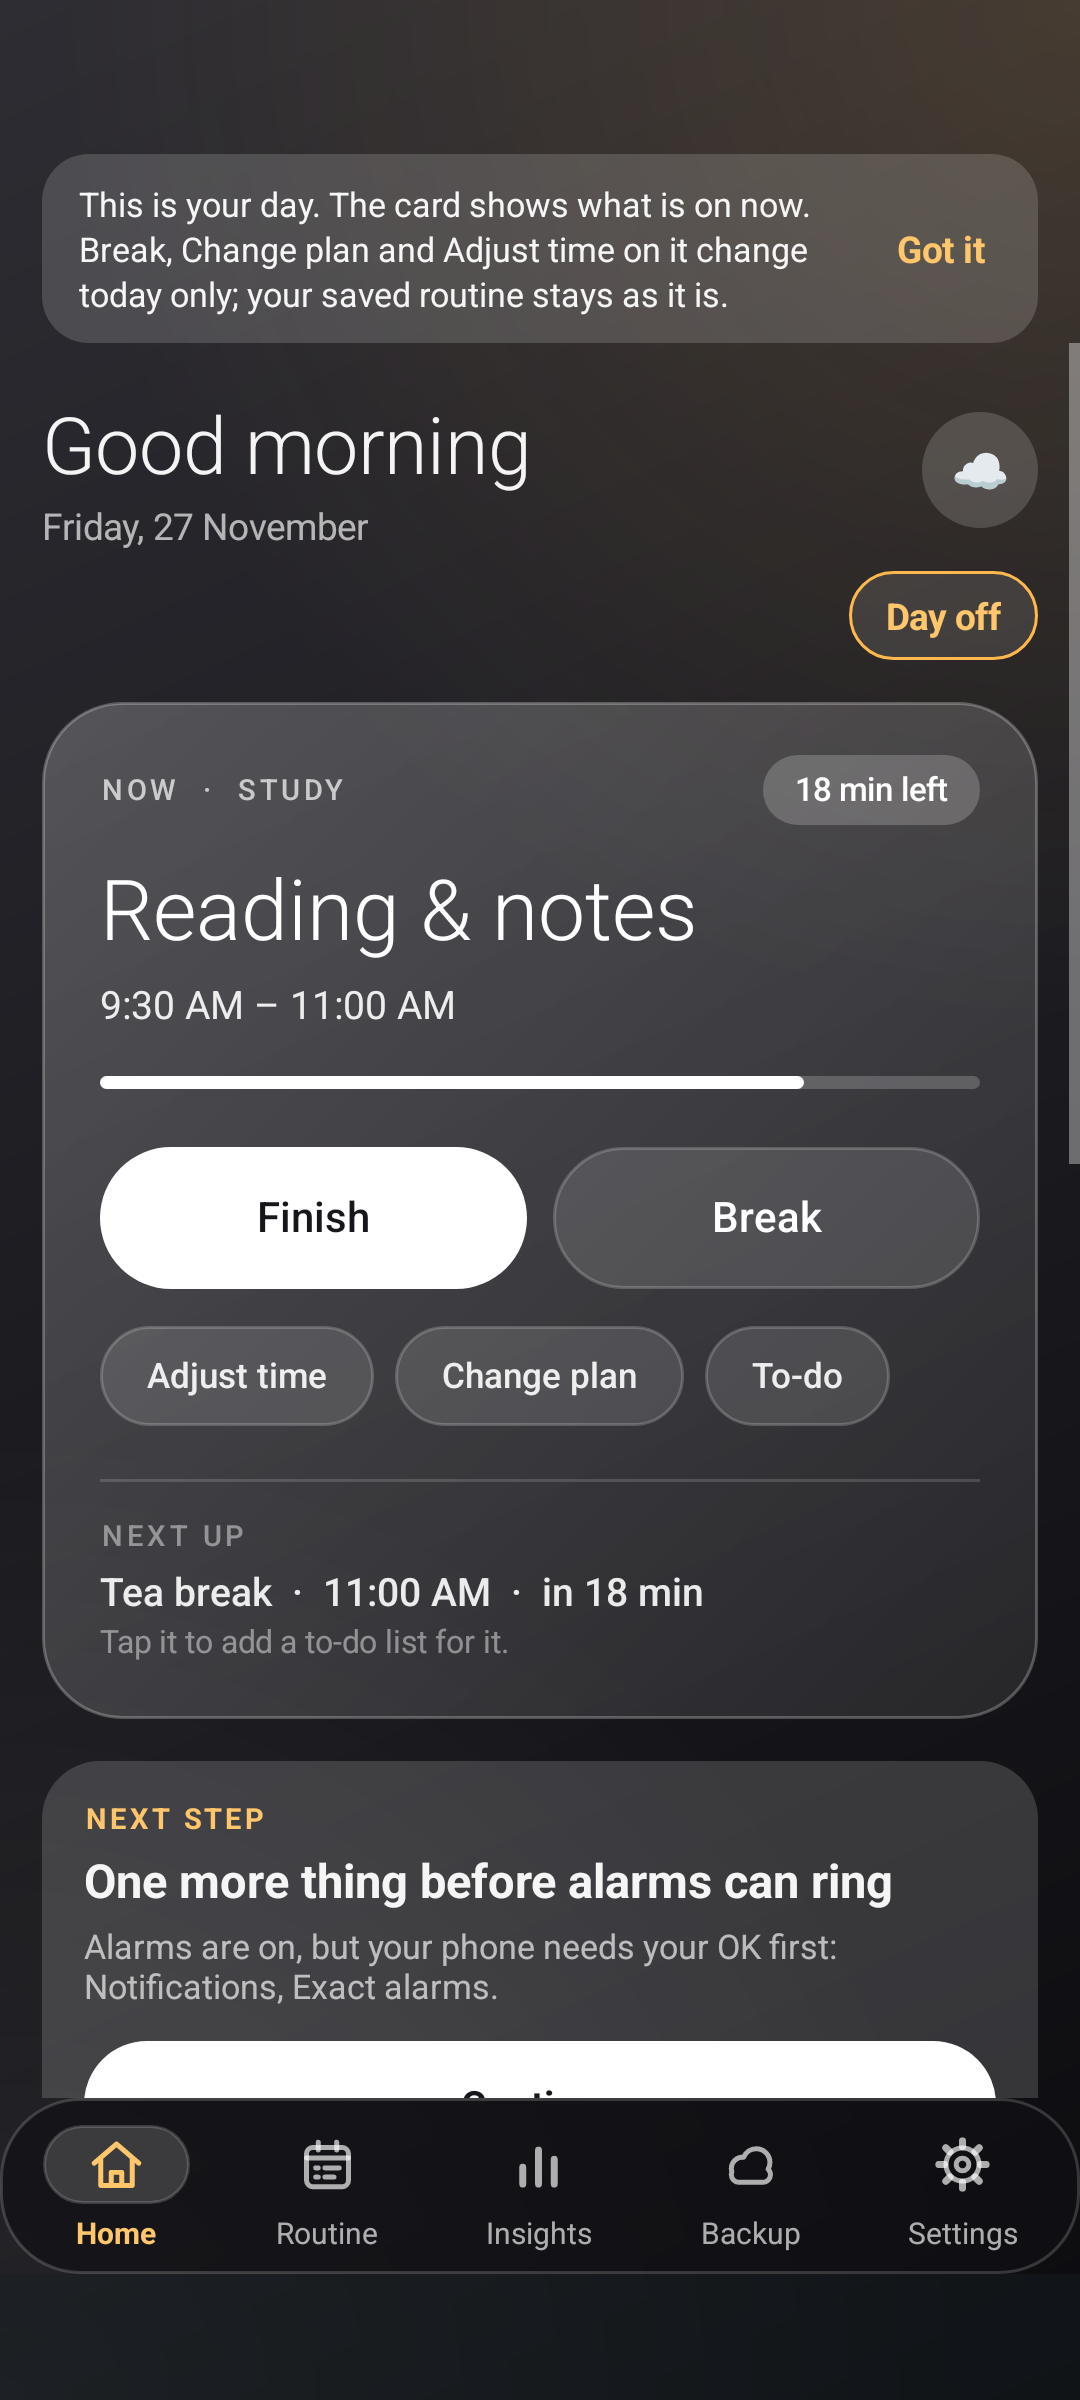 This is your day. The card shows what is on now.
Break, Change plan and Adjust time on it change
today only; your saved routine stays as it is.
Got it
Good morning
Friday, 27 November
Day off
NOW · STUDY
18 min left
Reading & notes
9:30 AM – 11:00 AM
Finish
Break
Adjust time
Change plan
To-do
NEXT UP
Tea break · 11:00 AM · in 18 min
Tap it to add a to-do list for it.
NEXT STEP
One more thing before alarms can ring
Alarms are on, but your phone needs your OK first:
Notifications, Exact alarms.
Home
Routine
Insights
Backup
Settings